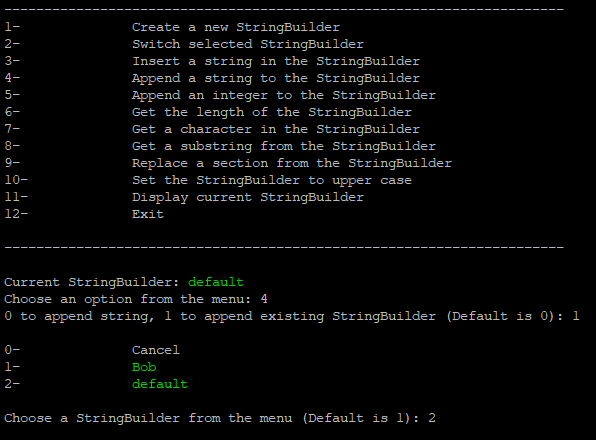 ----------------------------------------------------------------------
1- Create a new StringBuilder
2- Switch selected StringBuilder
3- Insert a string in the StringBuilder
4- Append a string to the StringBuilder
5- Append an integer to the StringBuilder
6- Get the length of the StringBuilder
7- Get a character in the StringBuilder
8- Get a substring from the StringBuilder
9- Replace a section from the StringBuilder
10- Set the StringBuilder to upper case
11- Display current StringBuilder
12- Exit
----------------------------------------------------------------------
Current StringBuilder: default
Choose an option from the menu: 4
0 to append string, 1 to append existing StringBuilder (Default is 0): 1
0- Cancel
1- Bob
2- default
Choose a StringBuilder from the menu (Default is 1): 2